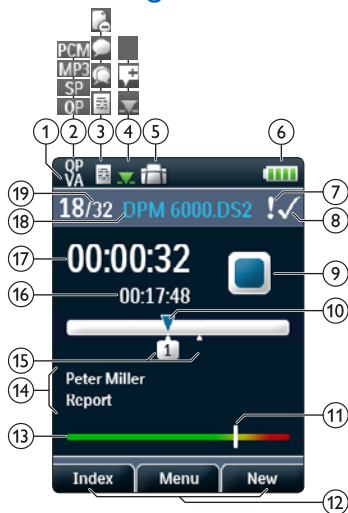 PCM
MP3
SP
QP
1 2 3 4 5 6
QP
VA
19
18/32 DPM 6000.DS2 !✓
18
7
8
17
00:00:32
9
16
00:17:48
10
1
15
14
Peter Miller
Report
11
13
Index Menu New
12